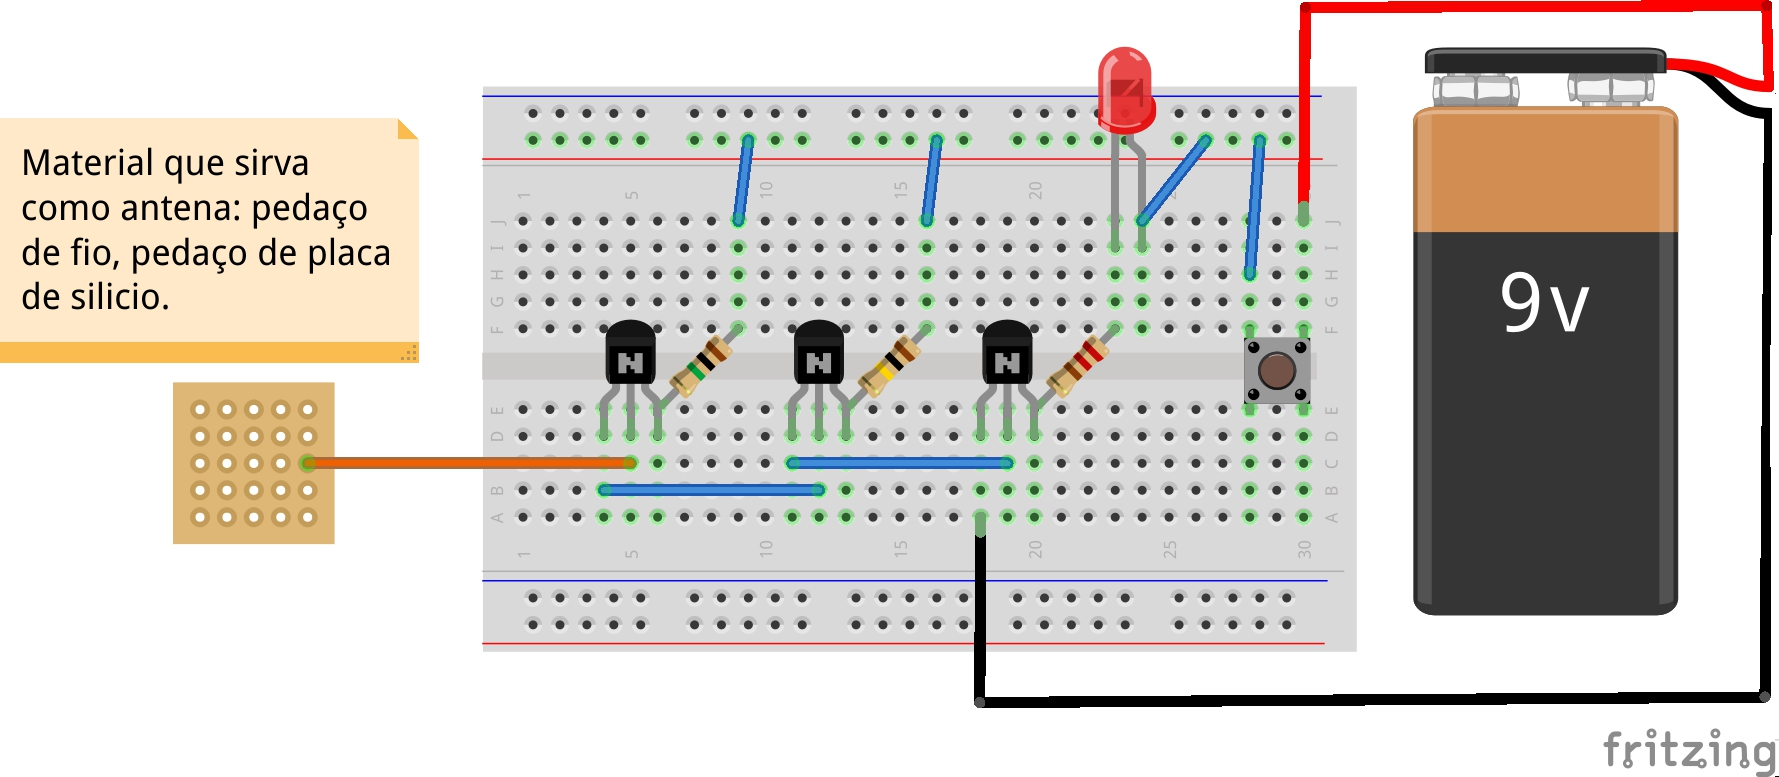 Material que sirva
como antena: pedaço
de fio, pedaço de placa
de silicio.
1 5 10 15 20
J J
I I
H H
G G
F F
N N N
E E
D D
C
B B
A A
1 5 10 15 20 25 30
9v
fritzing